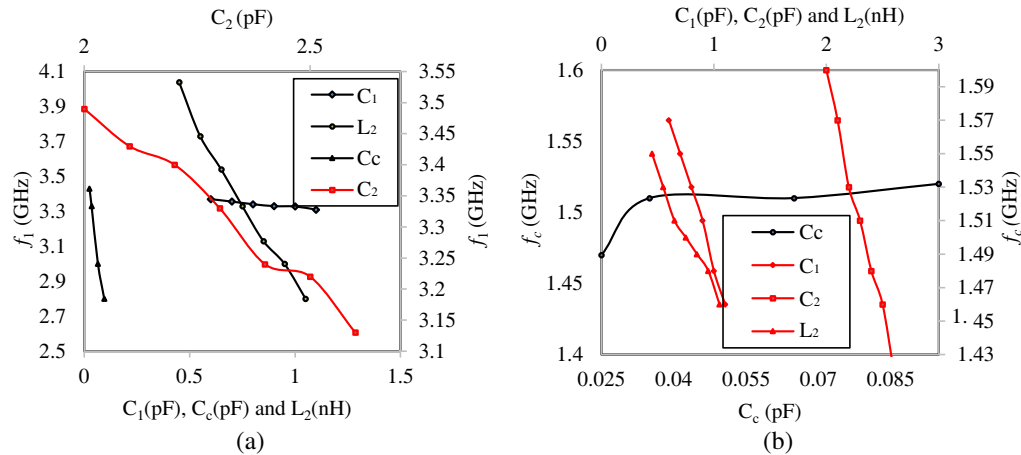 C2 (pF)
2 2.5
4.1
3.9
3.7
3.5
3.3
3.1
2.9
2.7
2.5
f1 (GHz)
3.55
3.5
3.45
3.4
3.35
3.3
3.25
3.2
3.15
3.1
f1 (GHz)
C1
L2
Cc
C2
0 0.5 1 1.5
C1(pF), Cc(pF) and L2(nH)
(a)
C1(pF), C2(pF) and L2(nH)
0 1 2 3
1.6
1.55
1.5
1.45
1.4
fc (GHz)
1.59
1.57
1.55
1.53
1.51
1.49
1.48
1.
1.46
1.43
fc (GHz)
Cc
C1
C2
L2
0.025 0.04 0.055 0.07 0.085
Cc (pF)
(b)